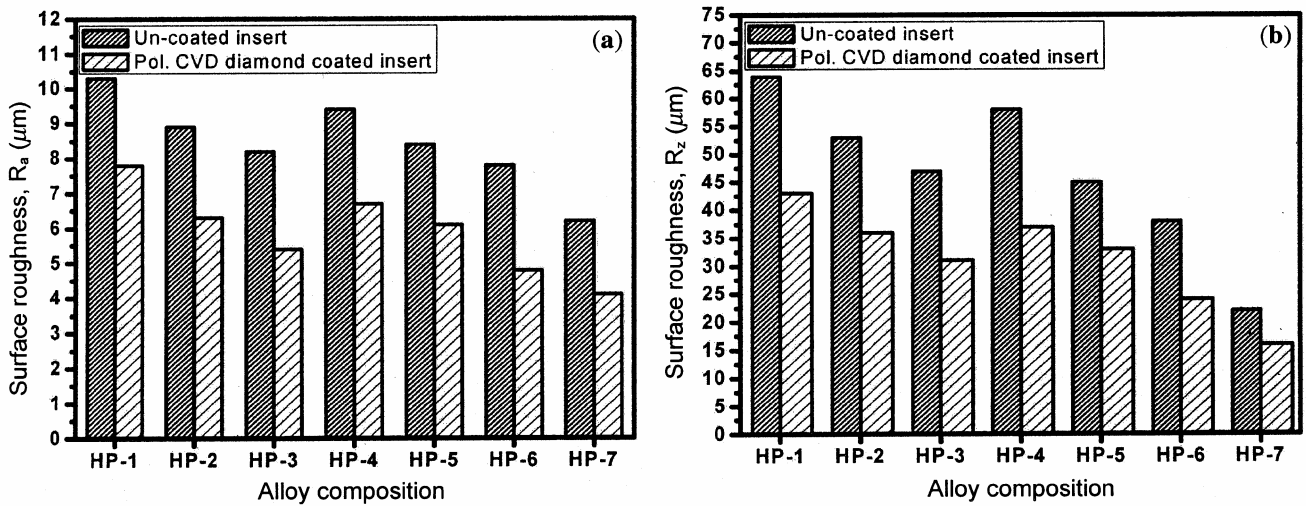 12
11
10
9
8
7
6
5
4
3
2
1
0
Surface roughness, Rₐ (μm)
Un-coated insert
Pol. CVD diamond coated insert
(a)
HP-1 HP-2 HP-3 HP-4 HP-5 HP-6 HP-7
Alloy composition
75
70
65
60
55
50
45
40
35
30
25
20
15
10
5
0
Surface roughness, R_z (μm)
Un-coated insert
Pol. CVD diamond coated insert
(b)
HP-1 HP-2 HP-3 HP-4 HP-5 HP-6 HP-7
Alloy composition